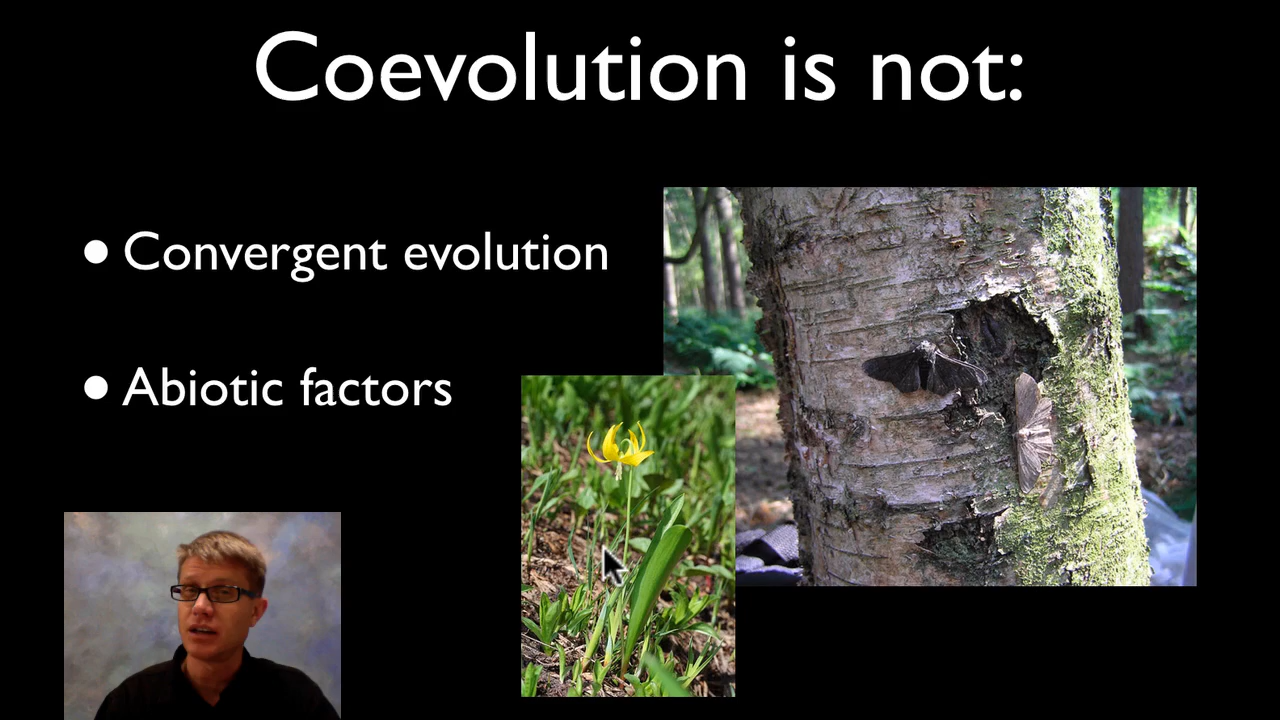 Coevolution is not:
• Convergent evolution
• Abiotic factors